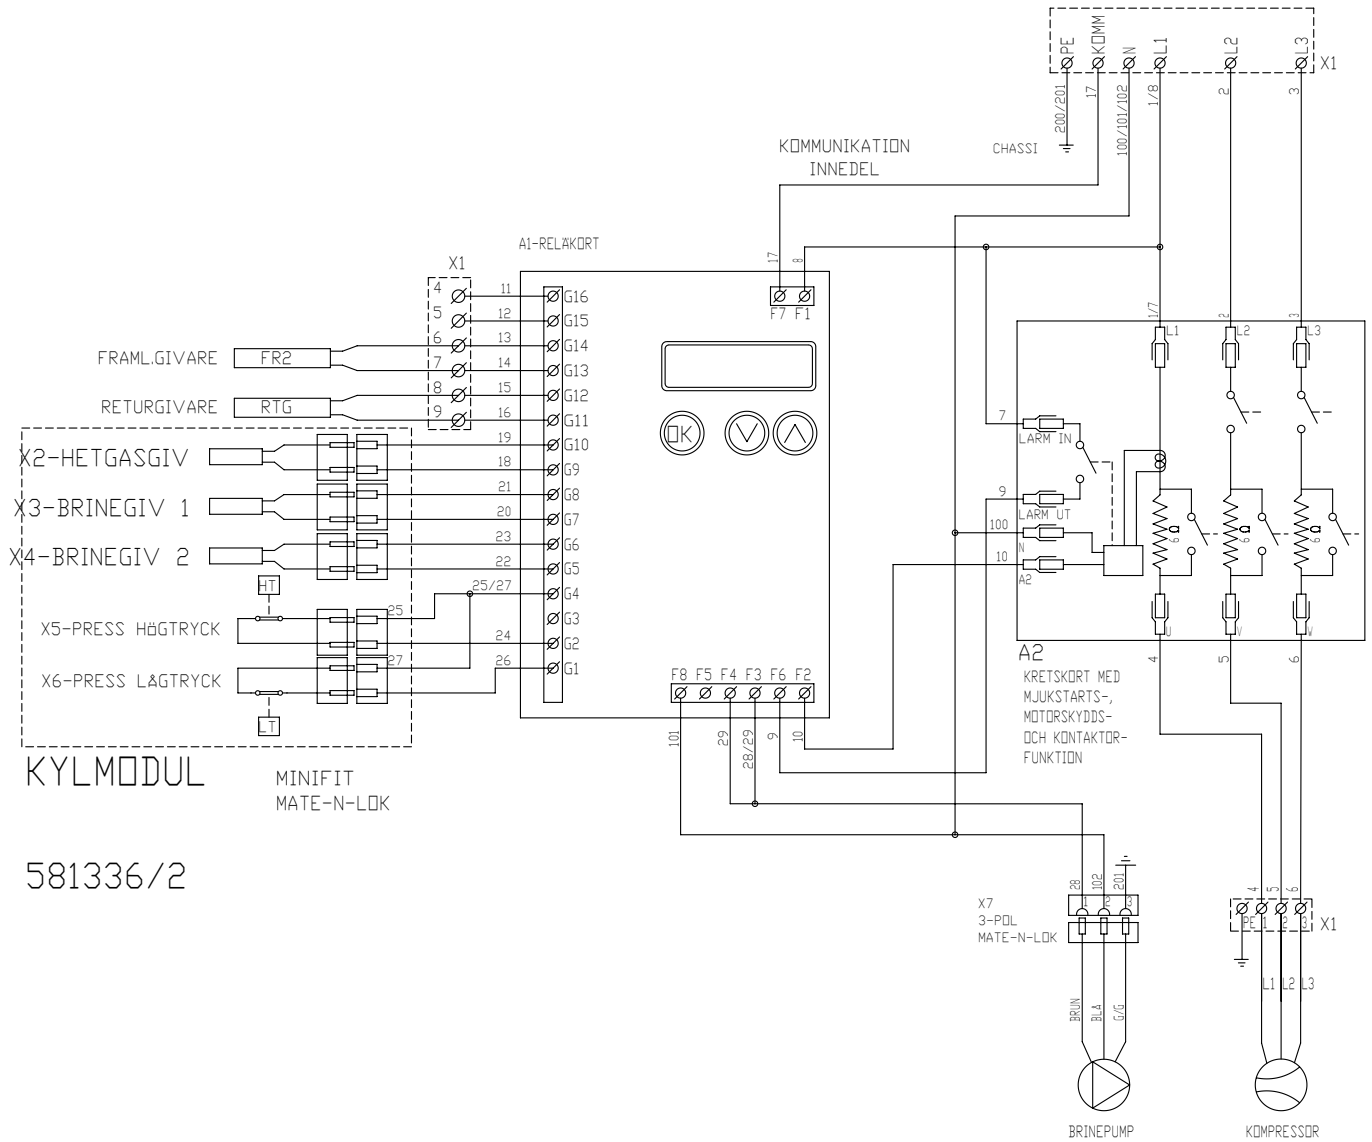 PE
KOMM
N
L1
L2
L3
X1
200/201
17
100/101/102
1/8
2
3
KOMMUNIKATION
INNEDEL
CHASSI
A1-RELÄKORT
X1
17
8
4
11
G16
F7 F1
5
12
G15
6
13
G14
7
14
G13
8
15
G12
9
16
G11
FRAML.GIVARE
FR2
RETURGIVARE
RTG
OK
1/7
2
3
L1
L2
L3
19
G10
X2-HETGASGIV
18
G9
21
G8
X3-BRINEGIV 1
20
G7
23
G6
X4-BRINEGIV 2
22
G5
HT
25/27
G4
25
G3
X5-PRESS HÖGTRYCK
24
G2
27
26
G1
X6-PRESS LÅGTRYCK
LT
7
LARM IN
9
LARM UT
100
N
10
A2
6 Ω
6 Ω
6 Ω
U
V
W
F8 F5 F4 F3 F6 F2
101
29
28/29
9
10
A2
KRETSKORT MED
MJUKSTARTS-,
MOTORSKYDDS-
OCH KONTAKTOR-
FUNKTION
4
5
6
KYLMODUL
MINIFIT
MATE-N-LOK
581336/2
28
102
201
X7
3-POL
MATE-N-LOK
1
2
3
4
5
6
PE 1 2 3
X1
L1 L2 L3
BRUN
BLÅ
G/G
BRINEPUMP
KOMPRESSOR